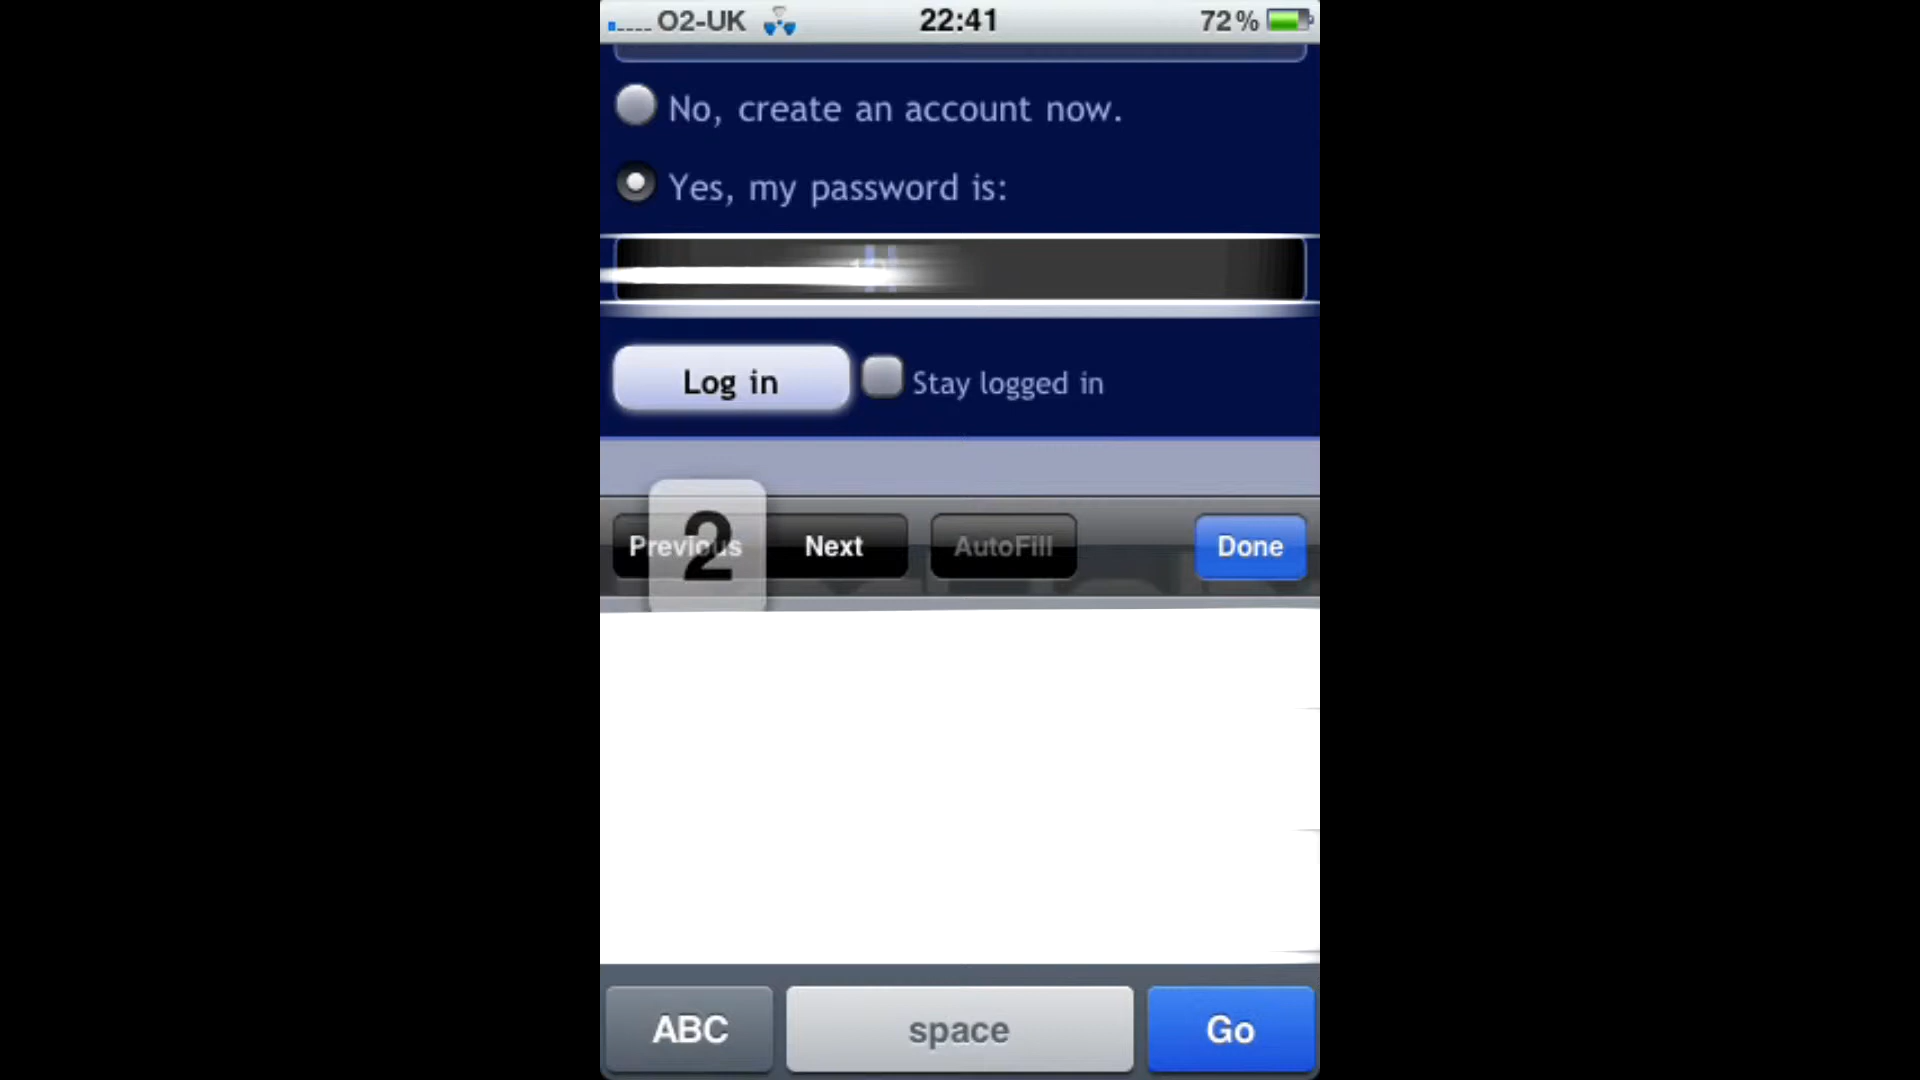 O2-UK 22:41 72%
No, create an account now.
Yes, my password is:
Log in Stay logged in
Previous Next AutoFill Done
2
ABC space Go